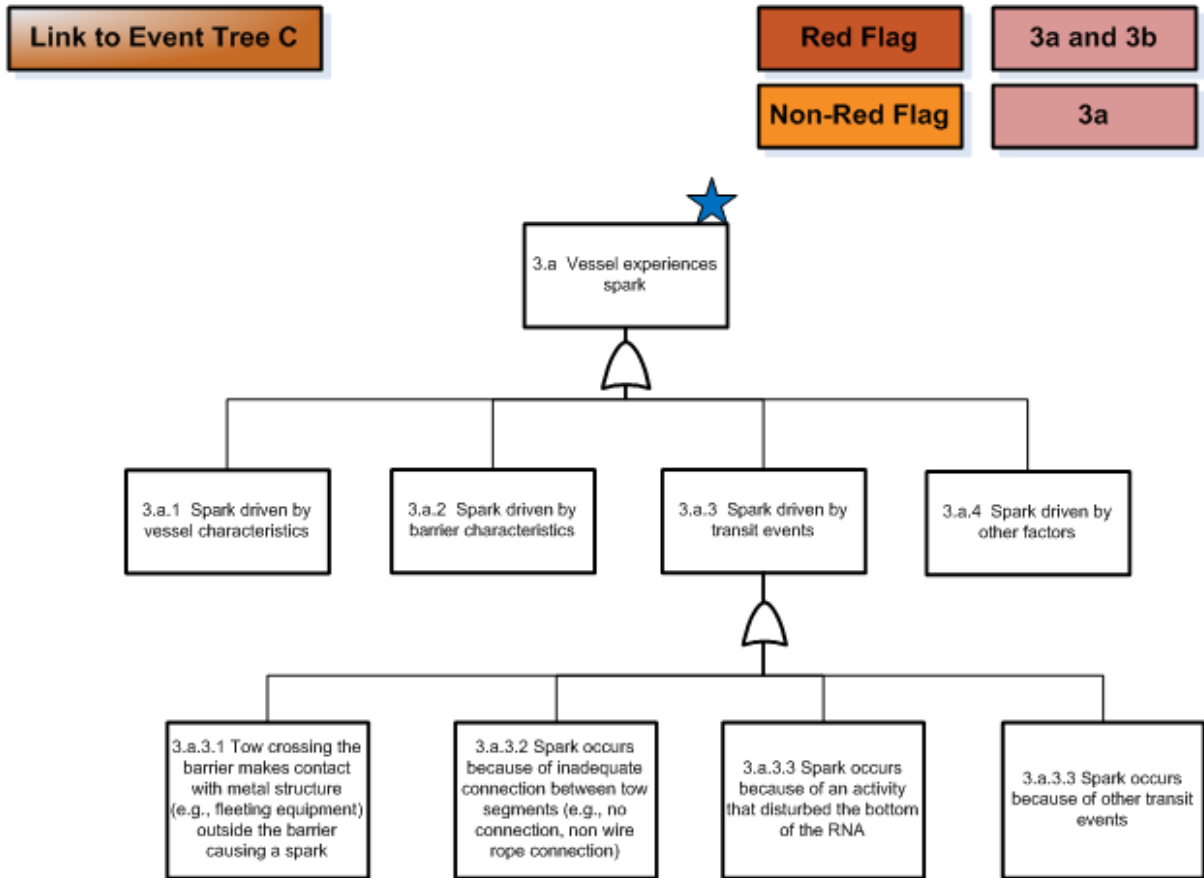 Link to Event Tree C
Red Flag
3a and 3b
Non-Red Flag
3a
3.a Vessel experiences
spark
3.a.1 Spark driven by
vessel characteristics
3.a.2 Spark driven by
barrier characteristics
3.a.3 Spark driven by
transit events
3.a.4 Spark driven by
other factors
3.a.3.1 Tow crossing the
barrier makes contact
with metal structure
(e.g., fleeting equipment)
outside the barrier
causing a spark
3.a.3.2 Spark occurs
because of inadequate
connection between tow
segments (e.g., no
connection, non wire
rope connection)
3.a.3.3 Spark occurs
because of an activity
that disturbed the bottom
of the RNA
3.a.3.3 Spark occurs
because of other transit
events